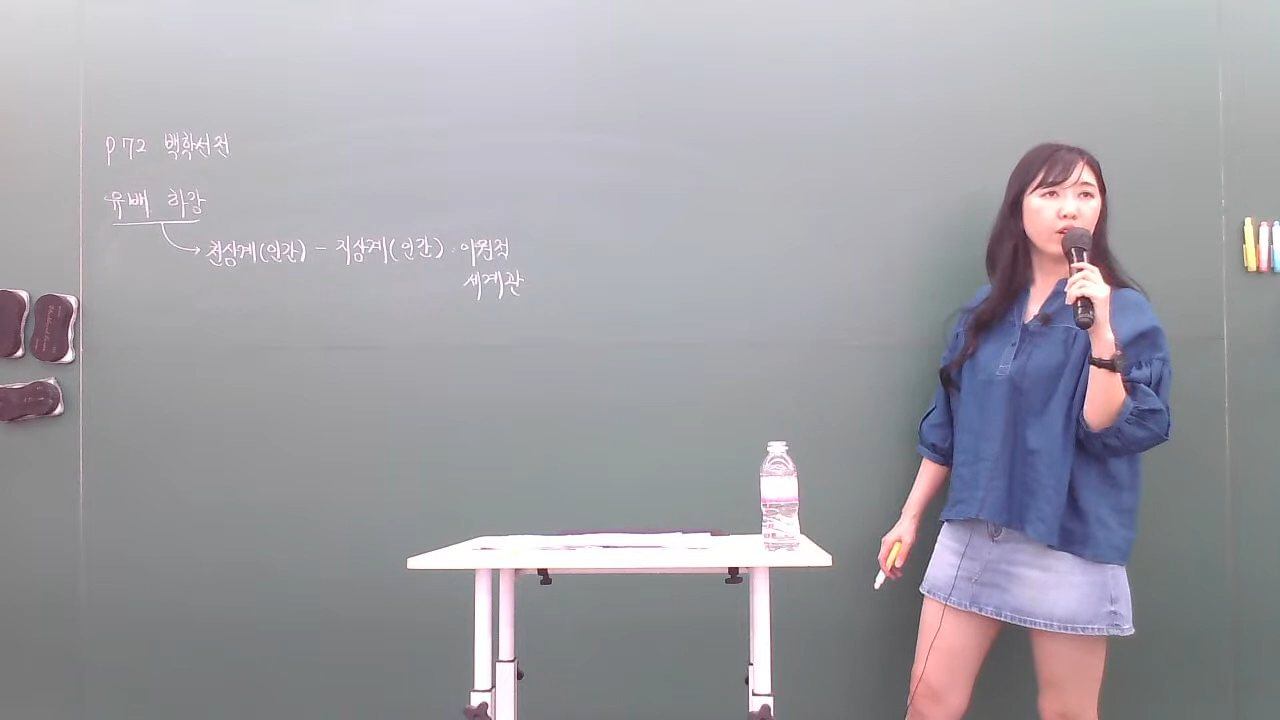 p 72 백학선전
유배 하강
천상계(인간) - 지상계(인간) : 이원적
세계관